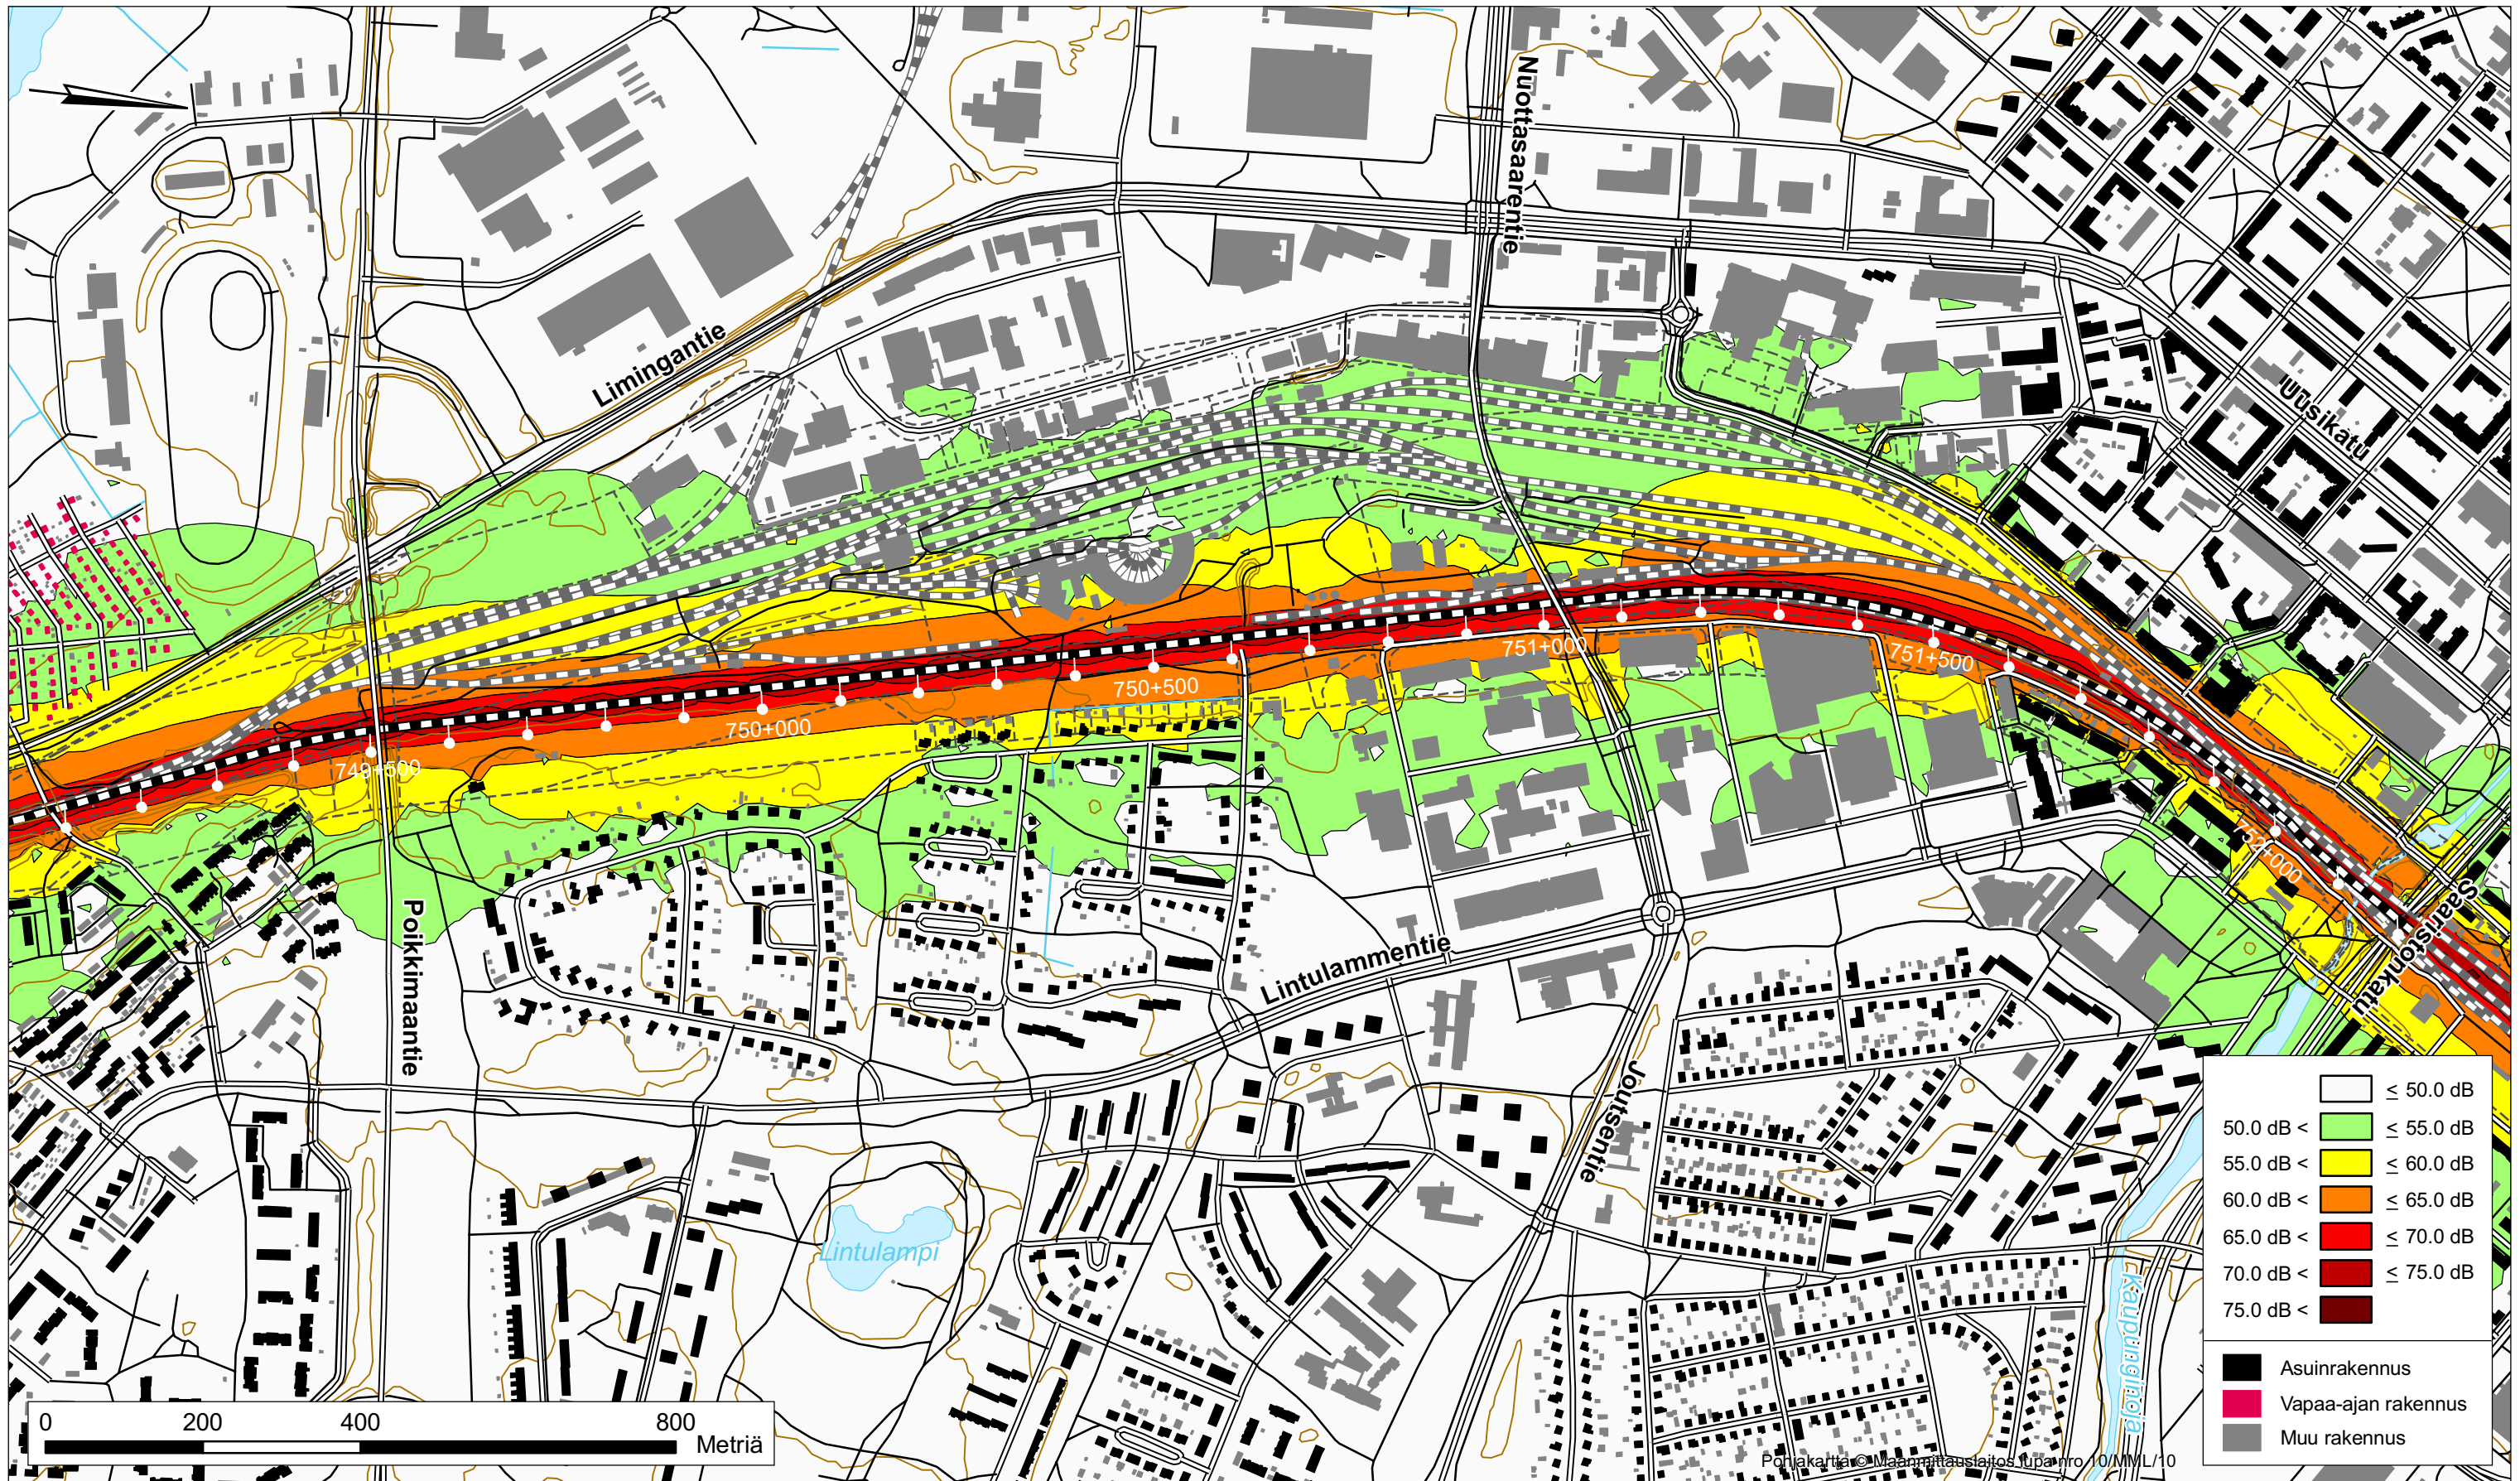 Nuottasaarentie
Limingantie
Uusikatu
751+000
751+500
750+500
750+000
749+500
752+000
Saaristonkatu
Poikkimaantie
Lintulammentie
Joutsentie
Lintulampi
Kaupunginoja
≤ 50.0 dB
50.0 dB < ≤ 55.0 dB
55.0 dB < ≤ 60.0 dB
60.0 dB < ≤ 65.0 dB
65.0 dB < ≤ 70.0 dB
70.0 dB < ≤ 75.0 dB
75.0 dB <
Asuinrakennus
Vapaa-ajan rakennus
Muu rakennus
0 200 400 800
Metriä
Pohjakartta © Maanmittauslaitos lupa nro 10/MML/10